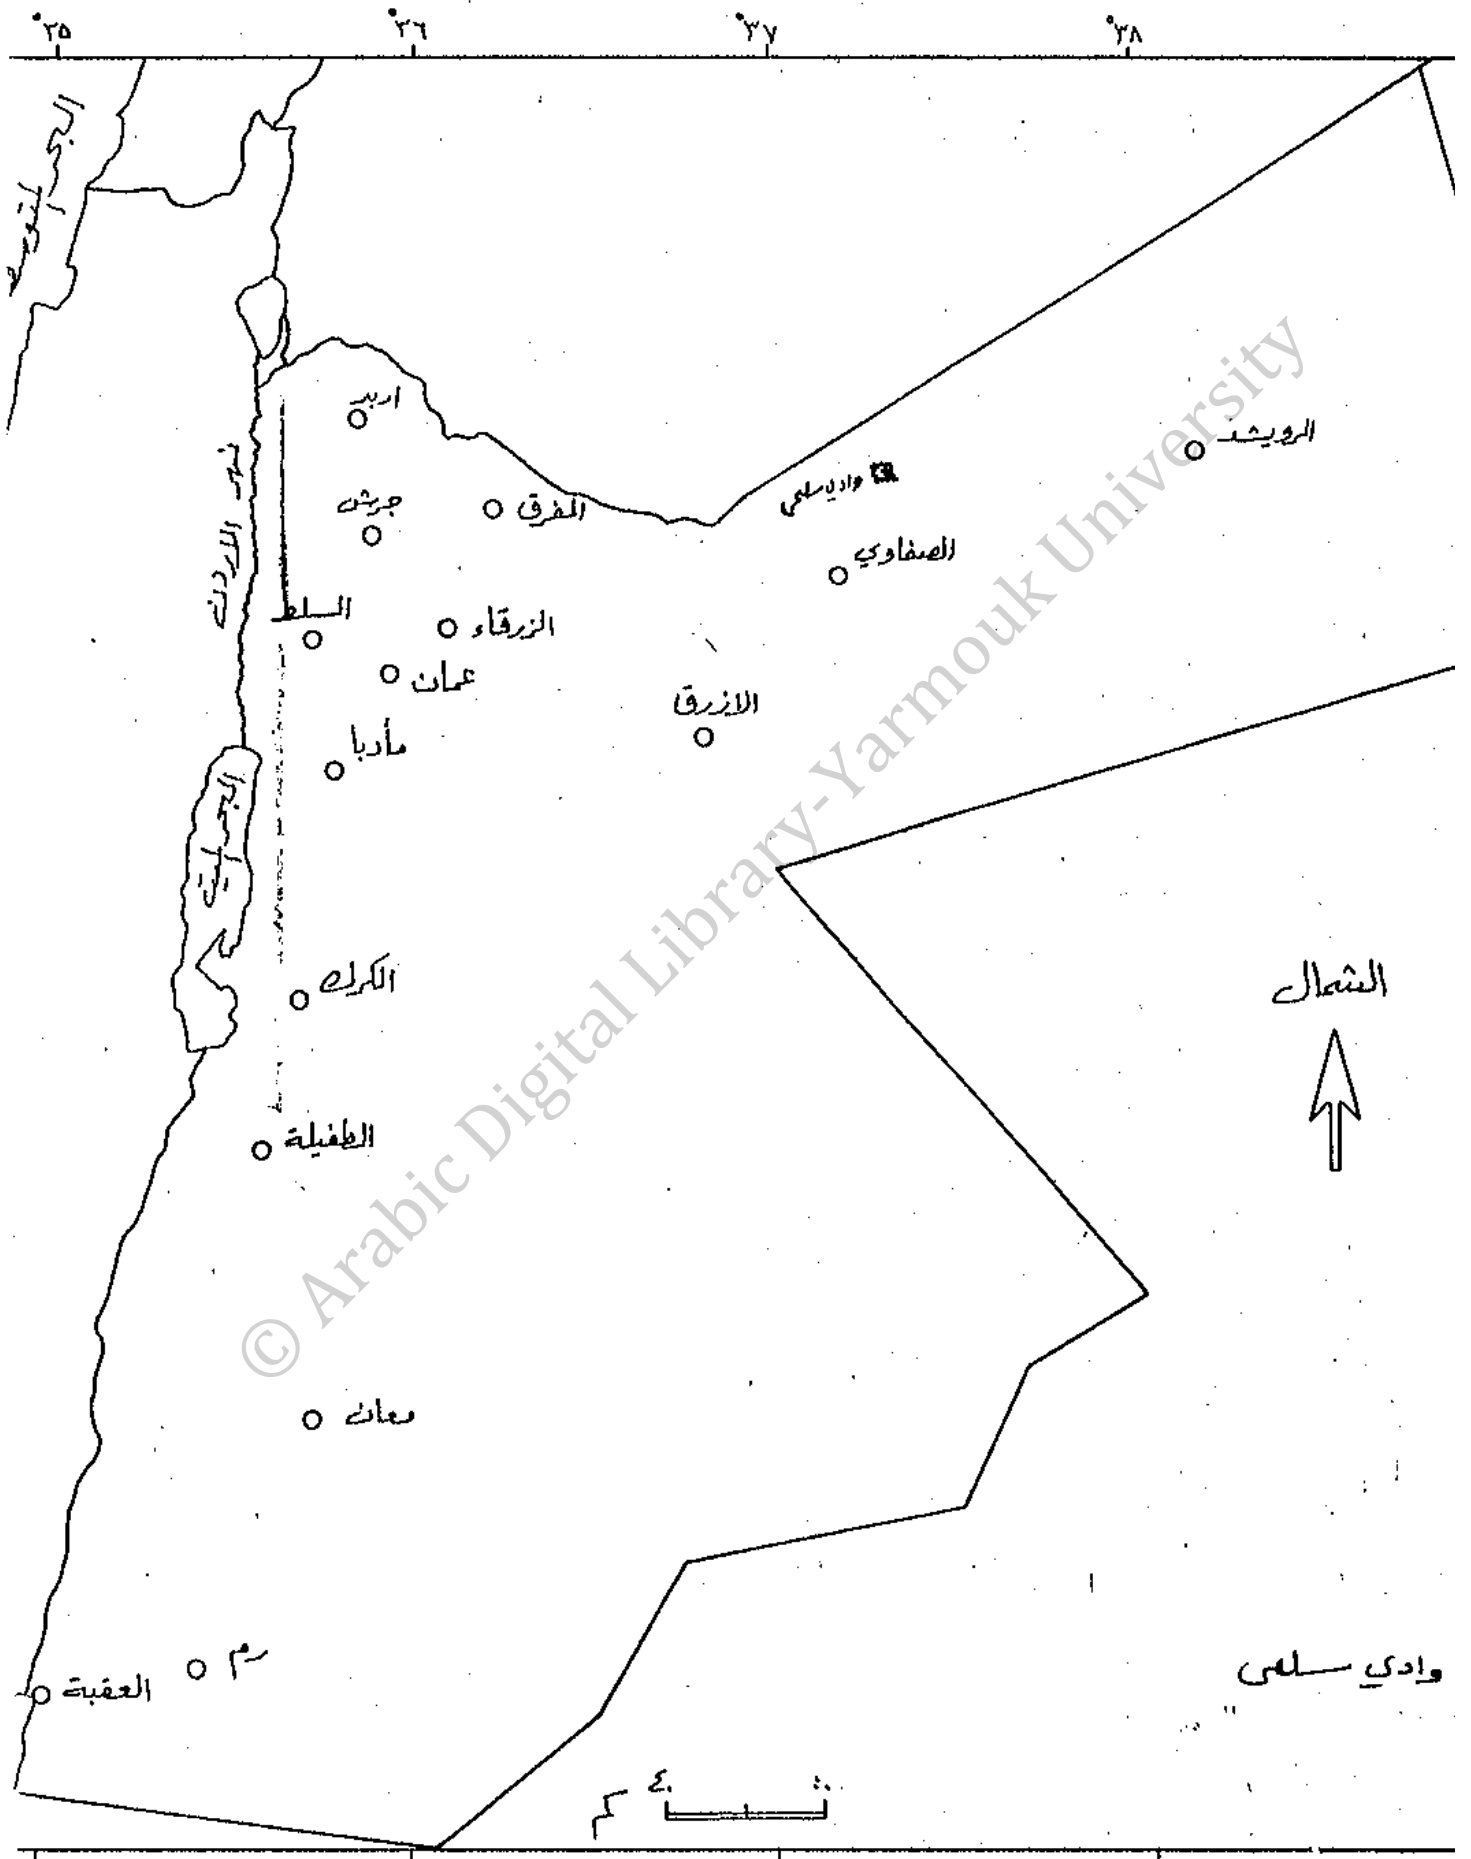 °٣٥
°٣٦
°٣٧
°٣٨
البحر المتوسط
نهر الأردن
اربد
الرويشد
وادي سلمى
المفرق
جرش
الصفاوي
السلط
الزرقاء
عمان
الازرق
مأدبا
البحر الميت
الكرك
الشمال
الطفيلة
معان
رم
العقبة
وادي سلمى
٤٠
كم
© Arabic Digital Library-Yarmouk University